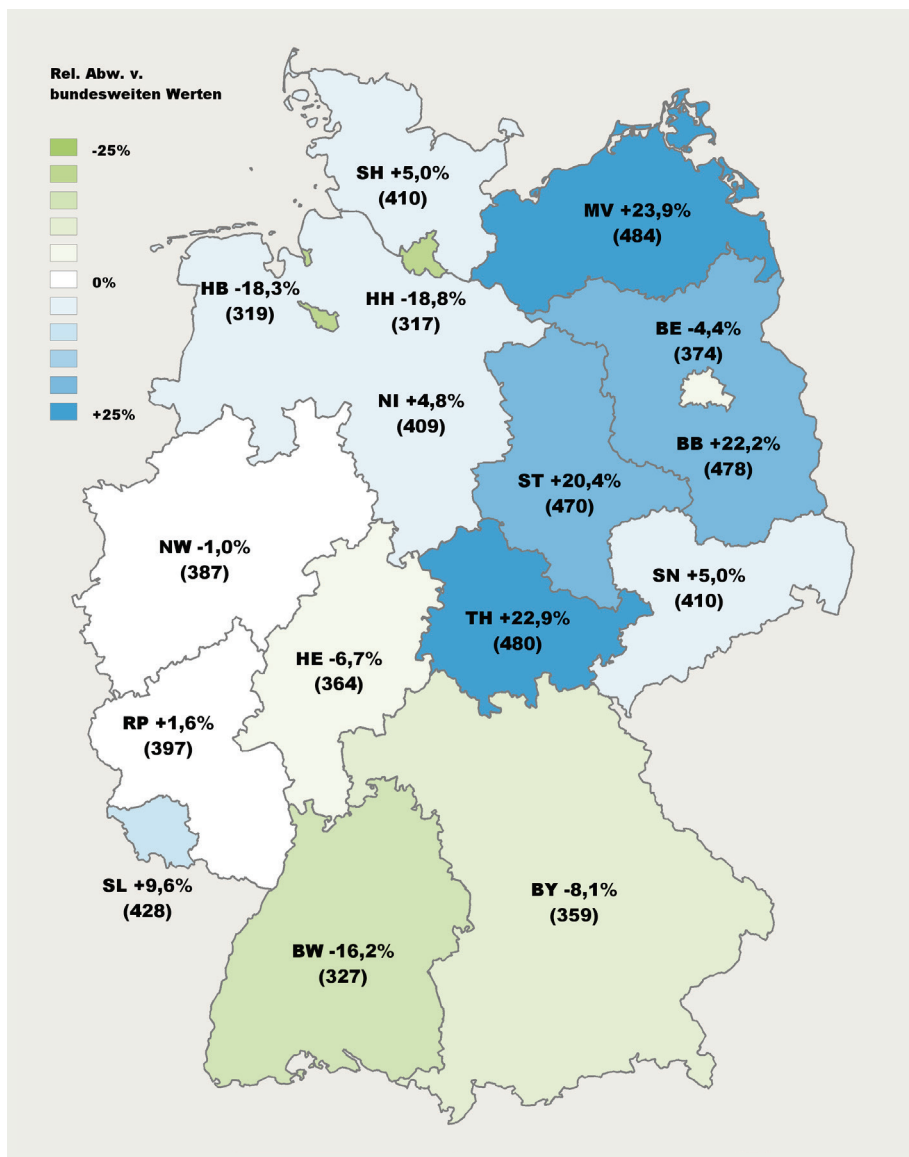 Rel. Abw. v.
bundesweiten Werten
-25%
0%
+25%
SH +5,0%
(410)
MV +23,9%
(484)
HB -18,3%
(319)
HH -18,8%
(317)
BE -4,4%
(374)
NI +4,8%
(409)
BB +22,2%
(478)
ST +20,4%
(470)
NW -1,0%
(387)
SN +5,0%
(410)
TH +22,9%
(480)
HE -6,7%
(364)
RP +1,6%
(397)
SL +9,6%
(428)
BY -8,1%
(359)
BW -16,2%
(327)